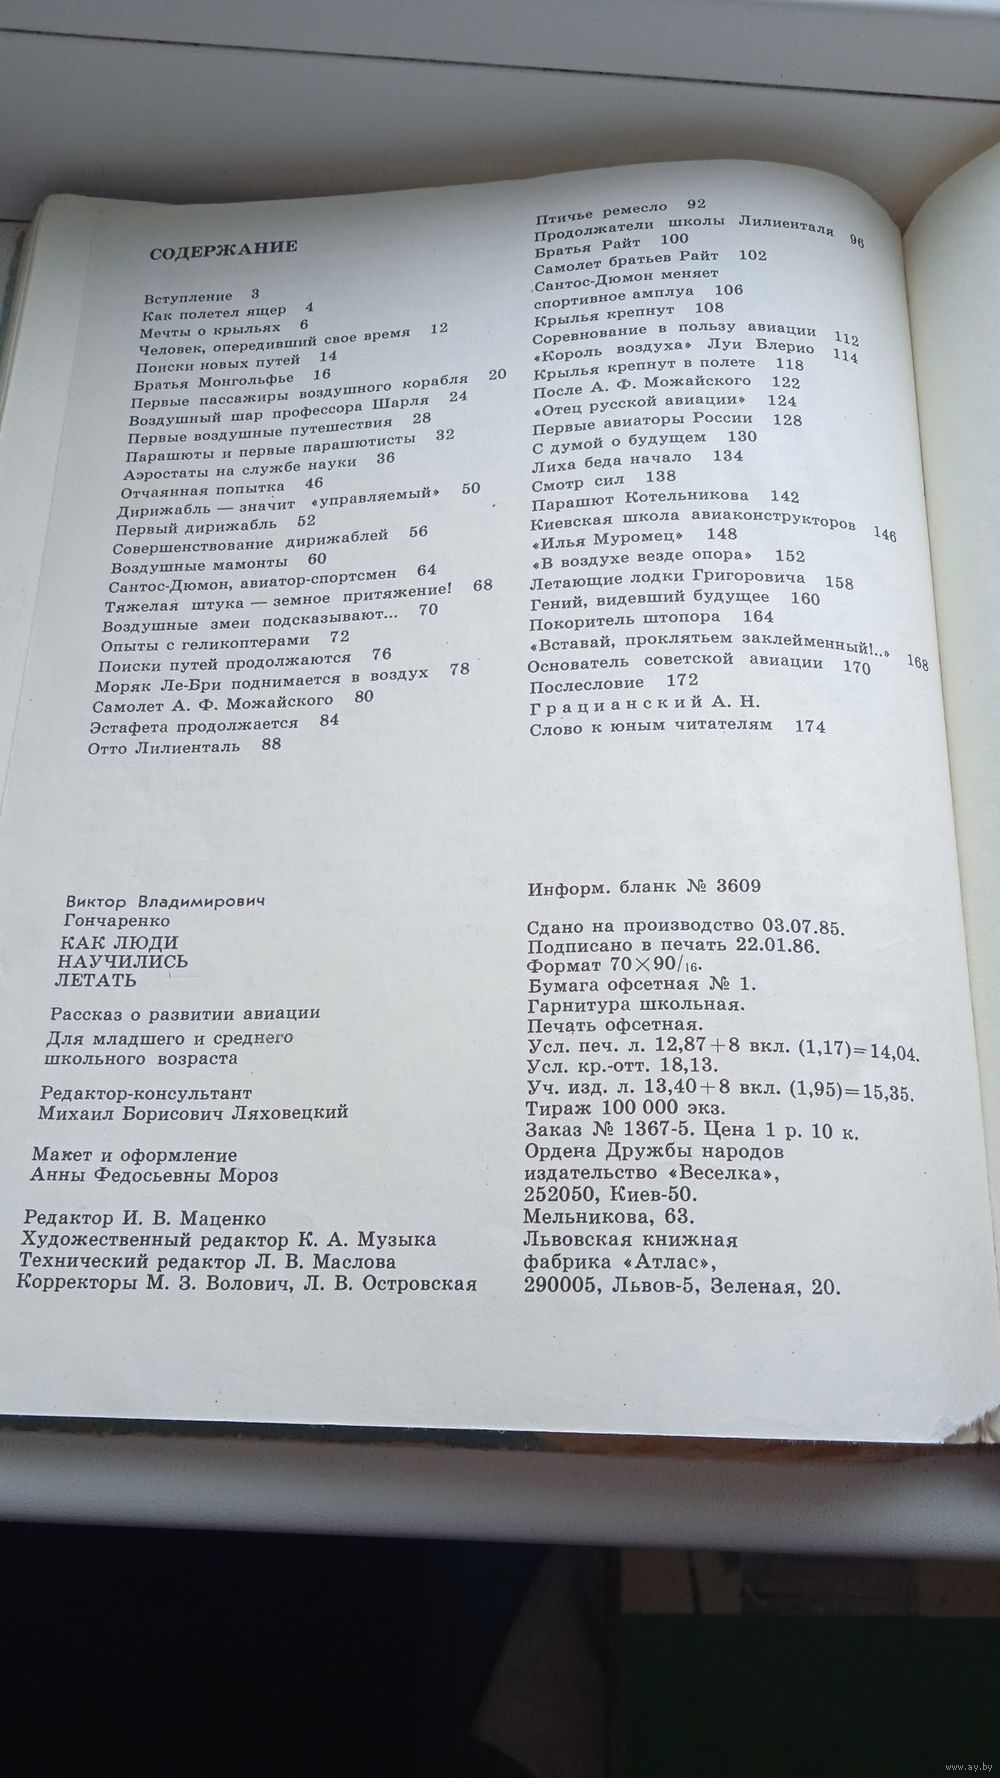 СОДЕРЖАНИЕ
Вступление 3
Как полетел ящер 4
Мечты о крыльях 6
Человек, опередивший свое время 12
Поиски новых путей 14
Братья Монгольфье 16
Первые пассажиры воздушного корабля 20
Воздушный шар профессора Шарля 24
Первые воздушные путешествия 28
Парашюты и первые парашютисты 32
Аэростаты на службе науки 36
Отчаянная попытка 46
Дирижабль — значит «управляемый» 50
Первый дирижабль 52
Совершенствование дирижаблей 56
Воздушные мамонты 60
Сантос-Дюмон, авиатор-спортсмен 64
Тяжелая штука — земное притяжение! 68
Воздушные змеи подсказывают... 70
Опыты с геликоптерами 72
Поиски путей продолжаются 76
Моряк Ле-Бри поднимается в воздух 78
Самолет А. Ф. Можайского 80
Эстафета продолжается 84
Отто Лилиенталь 88
Птичье ремесло 92
Продолжатели школы Лилиенталя 96
Братья Райт 100
Самолет братьев Райт 102
Сантос-Дюмон меняет
спортивное амплуа 106
Крылья крепнут 108
Соревнование в пользу авиации 112
«Король воздуха» Луи Блерио 114
Крылья крепнут в полете 118
После А. Ф. Можайского 122
«Отец русской авиации» 124
Первые авиаторы России 128
С думой о будущем 130
Лиха беда начало 134
Смотр сил 138
Парашют Котельникова 142
Киевская школа авиаконструкторов 146
«Илья Муромец» 148
«В воздухе везде опора» 152
Летающие лодки Григоровича 158
Гений, видевший будущее 160
Покоритель штопора 164
«Вставай, проклятьем заклейменный!..» 168
Основатель советской авиации 170
Послесловие 172
Грацианский А. Н.
Слово к юным читателям 174
Виктор Владимирович
Гончаренко
КАК ЛЮДИ
НАУЧИЛИСЬ
ЛЕТАТЬ
Рассказ о развитии авиации
Для младшего и среднего
школьного возраста
Редактор-консультант
Михаил Борисович Ляховецкий
Макет и оформление
Анны Федосьевны Мороз
Редактор И. В. Маценко
Художественный редактор К. А. Музыка
Технический редактор Л. В. Маслова
Корректоры М. З. Волович, Л. В. Островская
Информ. бланк № 3609
Сдано на производство 03.07.85.
Подписано в печать 22.01.86.
Формат 70×90/16.
Бумага офсетная № 1.
Гарнитура школьная.
Печать офсетная.
Усл. печ. л. 12,87+8 вкл. (1,17)=14,04.
Усл. кр.-отт. 18,13.
Уч. изд. л. 13,40+8 вкл. (1,95)=15,35.
Тираж 100 000 экз.
Заказ № 1367-5. Цена 1 р. 10 к.
Ордена Дружбы народов
издательство «Веселка»,
252050, Киев-50.
Мельникова, 63.
Львовская книжная
фабрика «Атлас»,
290005, Львов-5, Зеленая, 20.
www.ay.by